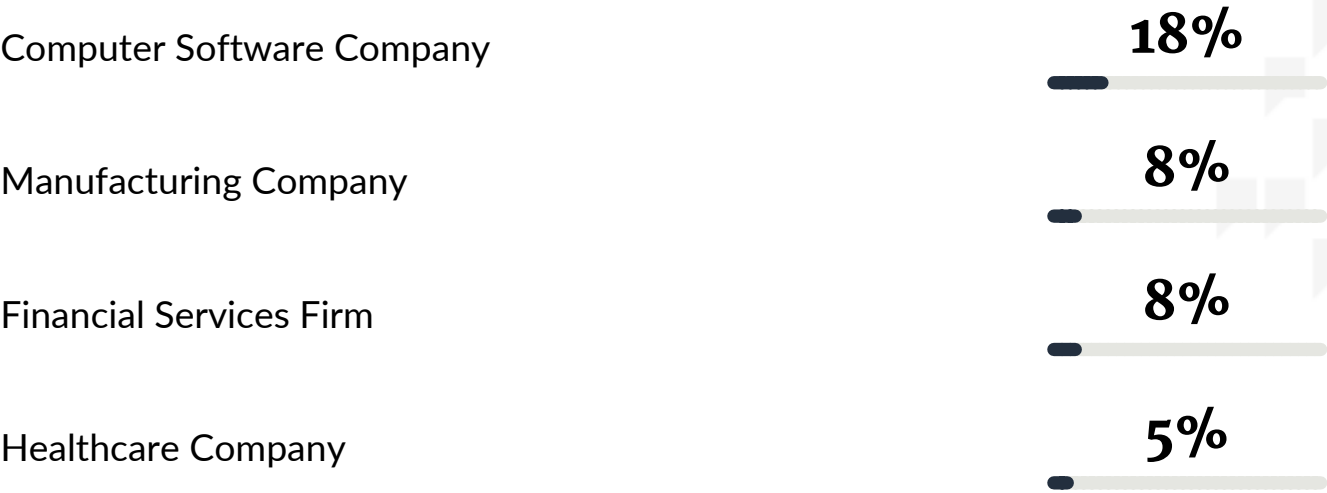 Computer Software Company
18%
Manufacturing Company
8%
Financial Services Firm
8%
Healthcare Company
5%